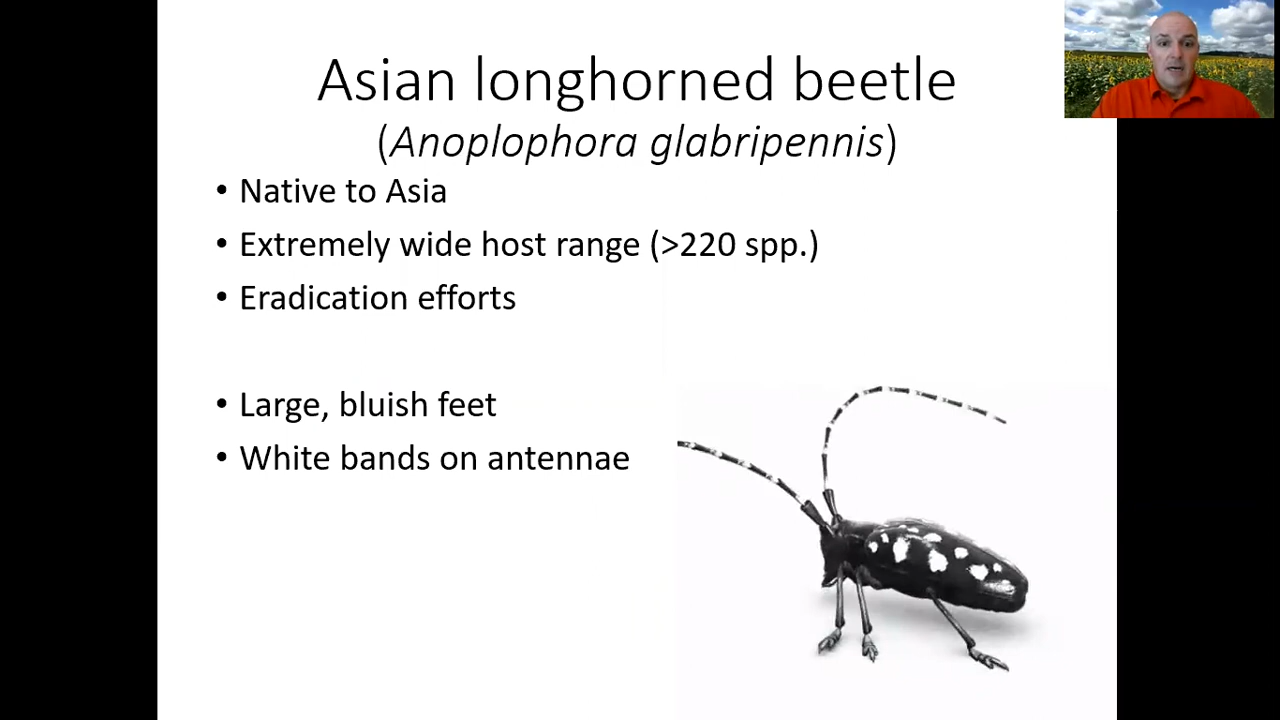 Asian longhorned beetle
(Anoplophora glabripennis)
• Native to Asia
• Extremely wide host range (>220 spp.)
• Eradication efforts
• Large, bluish feet
• White bands on antennae